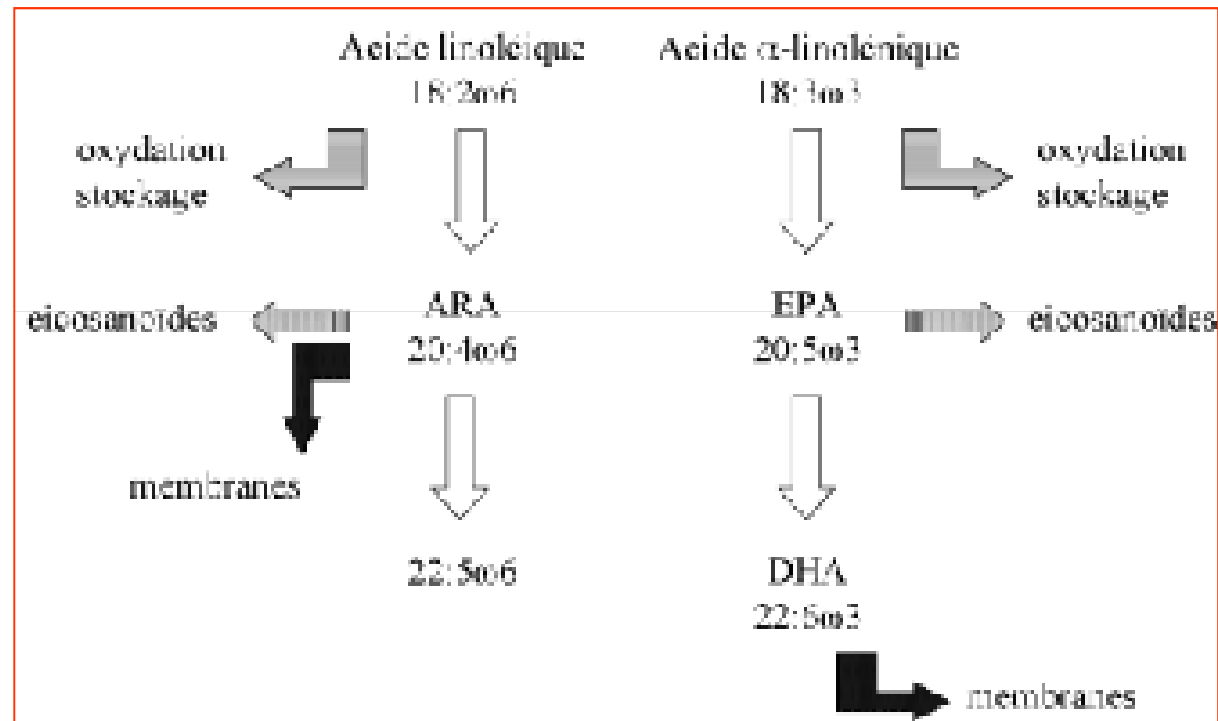 Acide linoléique
18:2ω6
Acide α-linolénique
18:3ω3
oxydation
stockage
oxydation
stockage
eicosanoïdes
ARA
20:4ω6
EPA
20:5ω3
eicosanoïdes
membranes
22:5ω6
DHA
22:6ω3
membranes